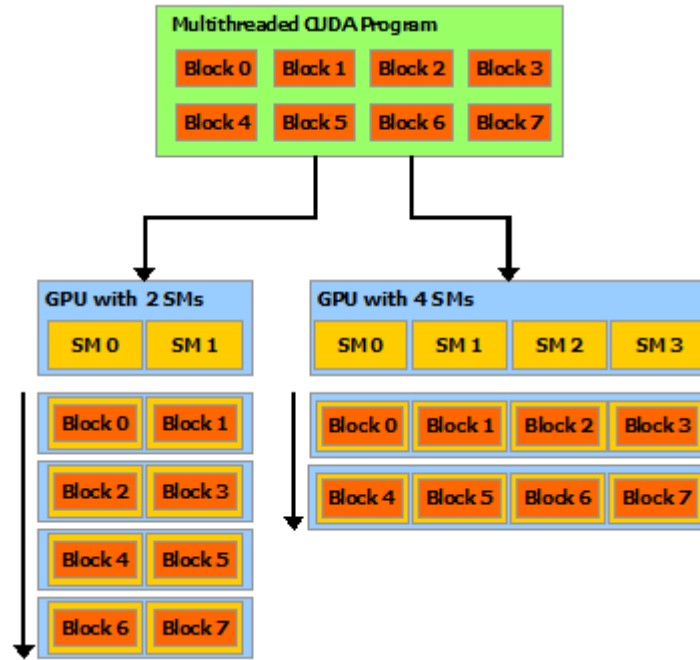 Multithreaded CUDA Program
Block 0 Block 1 Block 2 Block 3
Block 4 Block 5 Block 6 Block 7
GPU with 2 SMs
SM 0 SM 1
Block 0 Block 1
Block 2 Block 3
Block 4 Block 5
Block 6 Block 7
GPU with 4 SMs
SM 0 SM 1 SM 2 SM 3
Block 0 Block 1 Block 2 Block 3
Block 4 Block 5 Block 6 Block 7